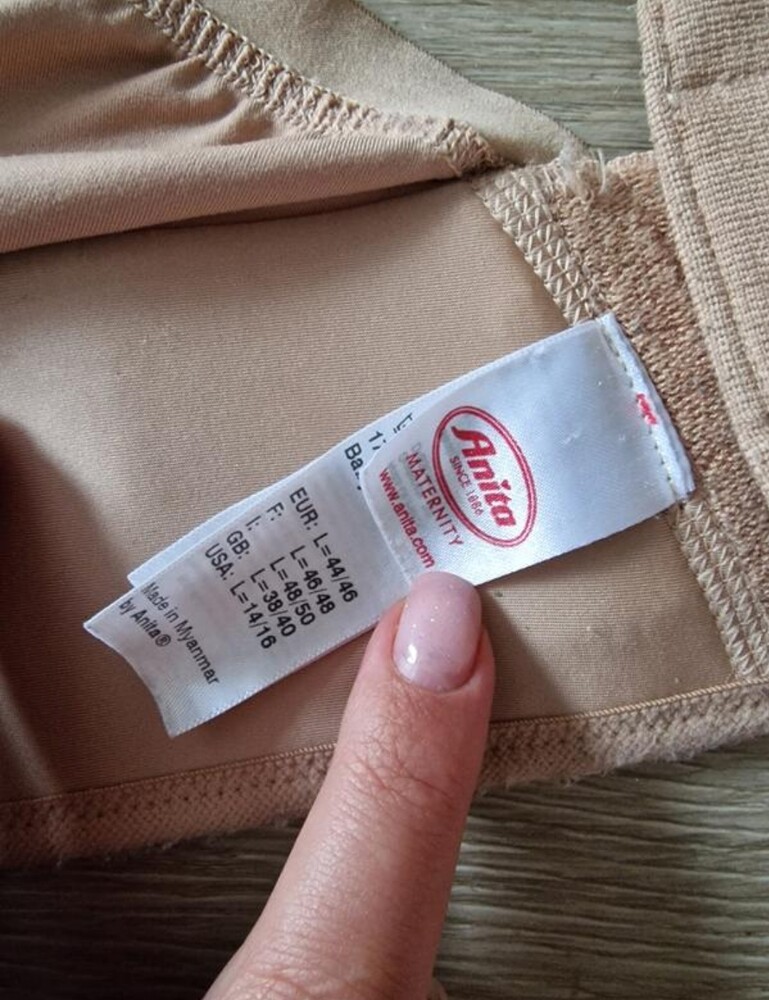 Anita
SINCE 1886
MATERNITY
www.anita.com
EUR: L=44/46
F: L=46/48
I: L=48/50
GB: L=38/40
USA: L=14/16
Made in Myanmar
by Anita®